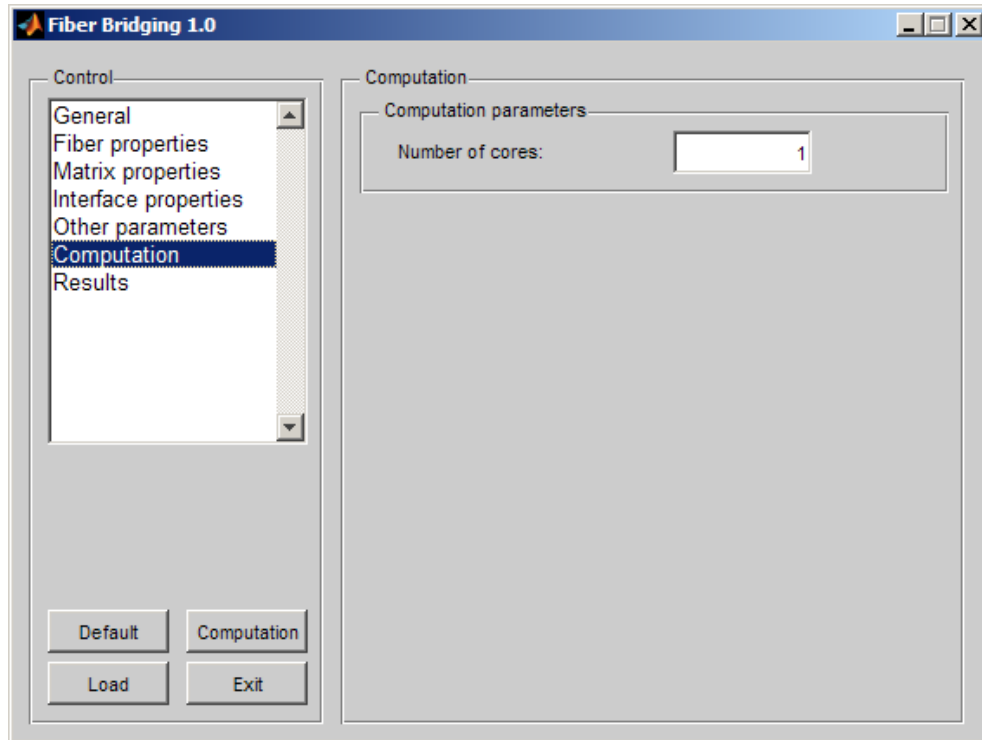 Fiber Bridging 1.0
Control
General
Fiber properties
Matrix properties
Interface properties
Other parameters
Computation
Results
Default
Computation
Load
Exit
Computation
Computation parameters
Number of cores: 1